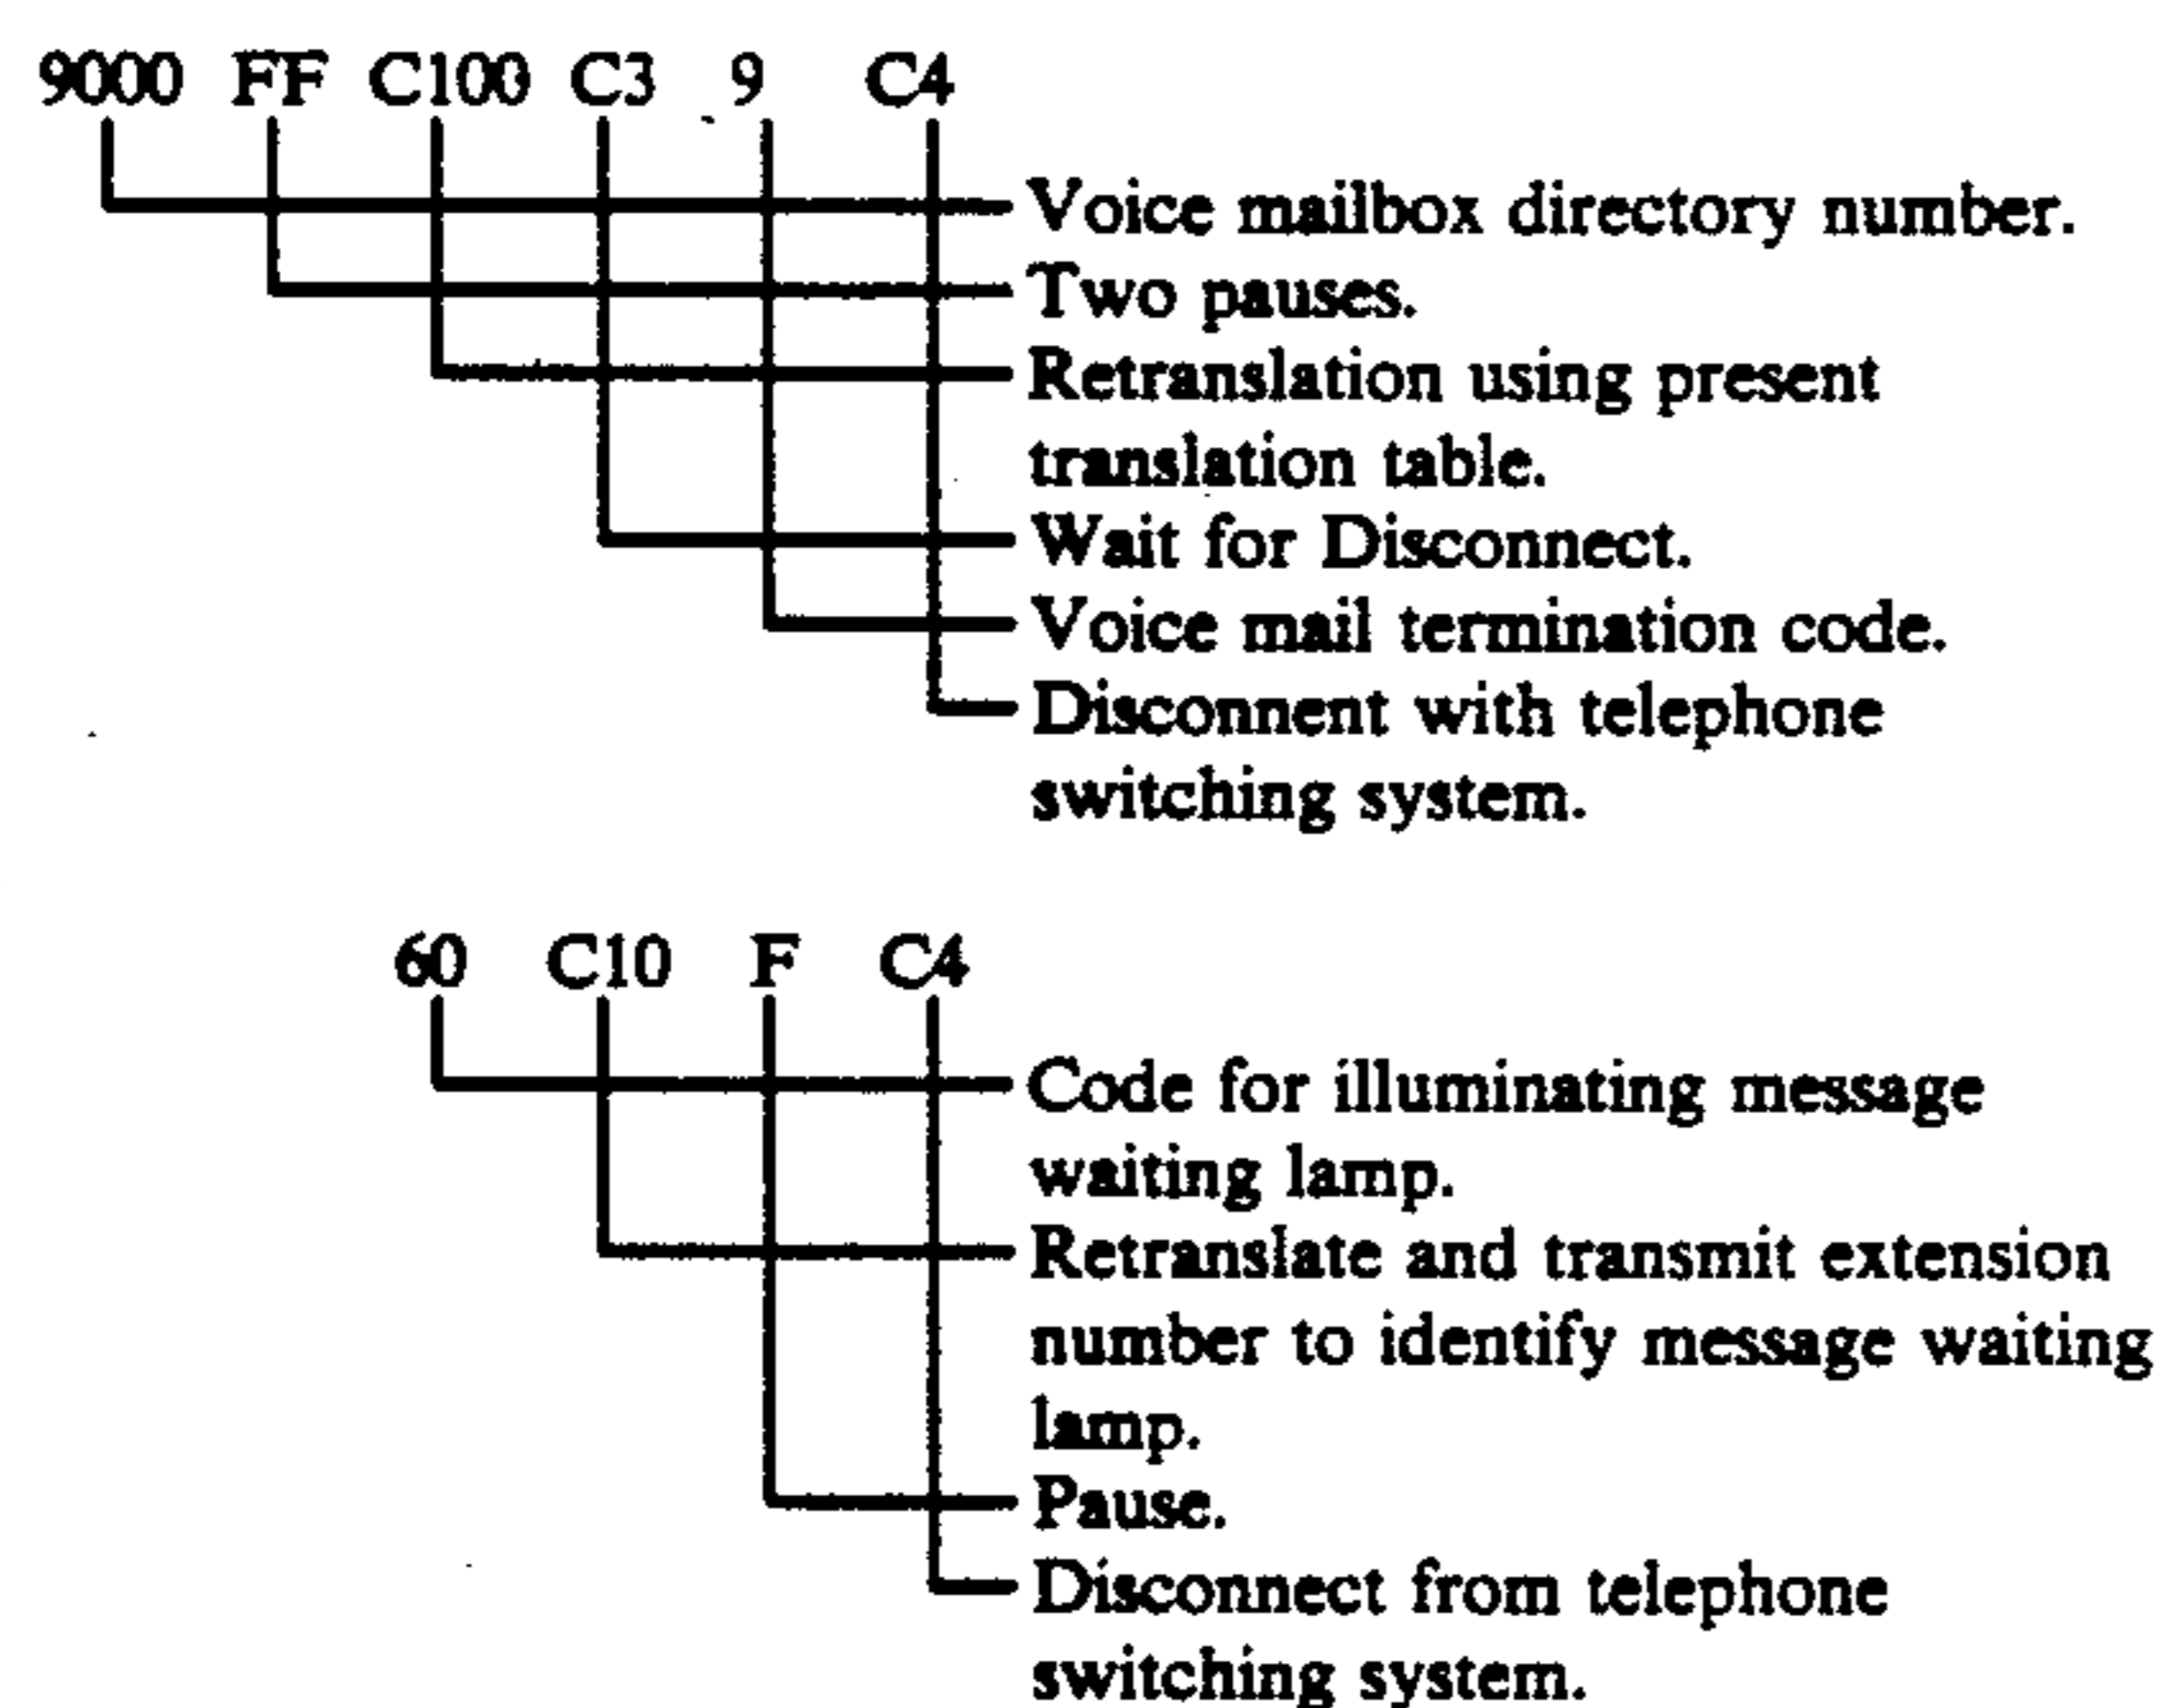 9000 FF C100 C3 9 C4
Voice mailbox directory number.
Two pauses.
Retranslation using present
translation table.
Wait for Disconnect.
Voice mail termination code.
Disconnent with telephone
switching system.
60 C10 F C4
Code for illuminating message
waiting lamp.
Retranslate and transmit extension
number to identify message waiting
lamp.
Pause.
Disconnect from telephone
switching system.